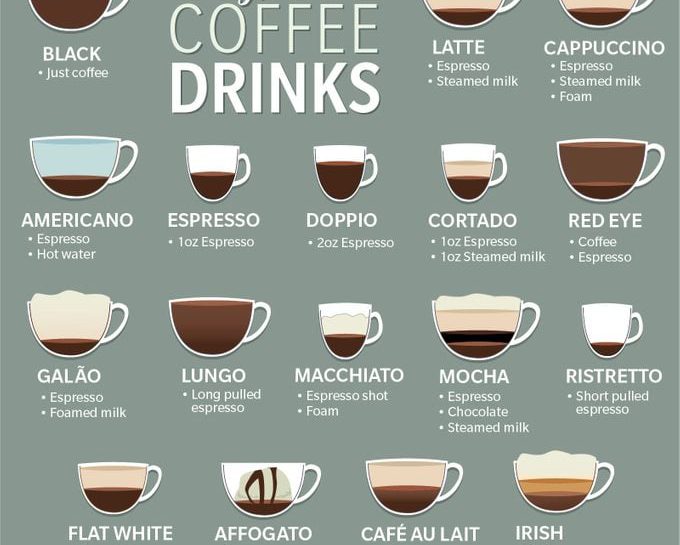 COFFEE
DRINKS
BLACK
• Just coffee
LATTE
• Espresso
• Steamed milk
CAPPUCCINO
• Espresso
• Steamed milk
• Foam
AMERICANO
• Espresso
• Hot water
ESPRESSO
• 1oz Espresso
DOPPIO
• 2oz Espresso
CORTADO
• 1oz Espresso
• 1oz Steamed milk
RED EYE
• Coffee
• Espresso
GALÃO
• Espresso
• Foamed milk
LUNGO
• Long pulled
espresso
MACCHIATO
• Espresso shot
• Foam
MOCHA
• Espresso
• Chocolate
• Steamed milk
RISTRETTO
• Short pulled
espresso
FLAT WHITE
AFFOGATO
CAFÉ AU LAIT
IRISH